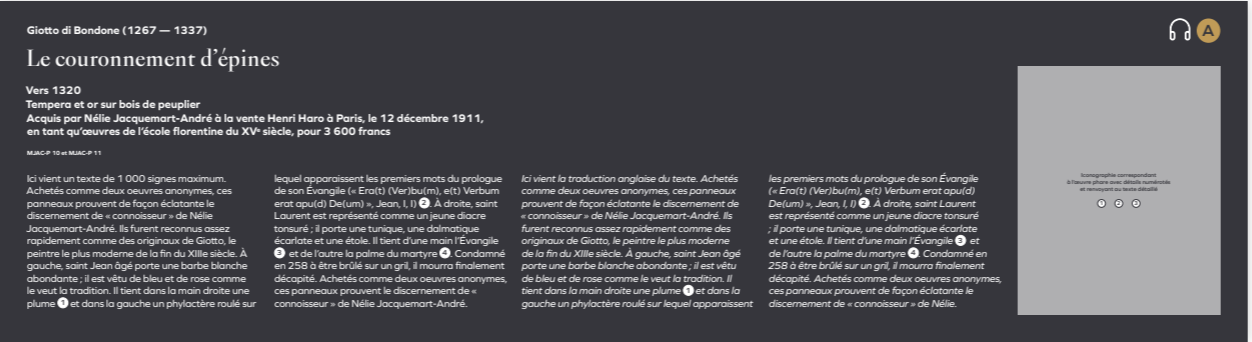 Giotto di Bondone (1267 — 1337)
Le couronnement d'épines
Vers 1320
Tempera et or sur bois de peuplier
Acquis par Nélie Jacquemart-André à la vente Henri Haro à Paris, le 12 décembre 1911,
en tant qu'œuvres de l'école florentine du XVe siècle, pour 3 600 francs
MJAC-P 10 et MJAC-P 11
Ici vient un texte de 1 000 signes maximum.
Achetés comme deux oeuvres anonymes, ces
panneaux prouvent de façon éclatante le
discernement de « connoisseur » de Nélie
Jacquemart-André. Ils furent reconnus assez
rapidement comme des originaux de Giotto, le
peintre le plus moderne de la fin du XIIIe siècle. À
gauche, saint Jean âgé porte une barbe blanche
abondante ; il est vêtu de bleu et de rose comme
le veut la tradition. Il tient dans la main droite une
plume 1 et dans la gauche un phylactère roulé sur
lequel apparaissent les premiers mots du prologue
de son Évangile (« Era(t) (Ver)bu(m), e(t) Verbum
erat apu(d) De(um) », Jean, I, I) 2. À droite, saint
Laurent est représenté comme un jeune diacre
tonsuré ; il porte une tunique, une dalmatique
écarlate et une étole. Il tient d'une main l'Évangile
3 et de l'autre la palme du martyre 4. Condamné
en 258 à être brûlé sur un gril, il mourra finalement
décapité. Achetés comme deux oeuvres anonymes,
ces panneaux prouvent le discernement de «
connoisseur » de Nélie Jacquemart-André.
Ici vient la traduction anglaise du texte. Achetés
comme deux oeuvres anonymes, ces panneaux
prouvent de façon éclatante le discernement de
« connoisseur » de Nélie Jacquemart-André. Ils
furent reconnus assez rapidement comme des
originaux de Giotto, le peintre le plus moderne
de la fin du XIIIe siècle. À gauche, saint Jean âgé
porte une barbe blanche abondante ; il est vêtu
de bleu et de rose comme le veut la tradition. Il
tient dans la main droite une plume 1 et dans la
gauche un phylactère roulé sur lequel apparaissent
les premiers mots du prologue de son Évangile
(« Era(t) (Ver)bu(m), e(t) Verbum erat apu(d)
De(um) », Jean, I, I) 2. À droite, saint Laurent
est représenté comme un jeune diacre tonsuré
; il porte une tunique, une dalmatique écarlate
et une étole. Il tient d'une main l'Évangile 3 et
de l'autre la palme du martyre 4. Condamné en
258 à être brûlé sur un gril, il mourra finalement
décapité. Achetés comme deux oeuvres anonymes,
ces panneaux prouvent de façon éclatante le
discernement de « connoisseur » de Nélie.
A
Iconographie correspondant
à l'œuvre phare avec détails numérotés
et renvoyant au texte détaillé
1 2 3